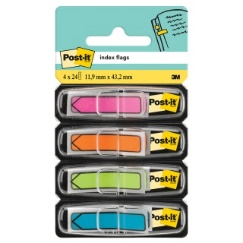 Post-it
index flags
4 x 24
11,9 mm x 43,2 mm
3M
Post-it
Post-it
Post-it
Post-it